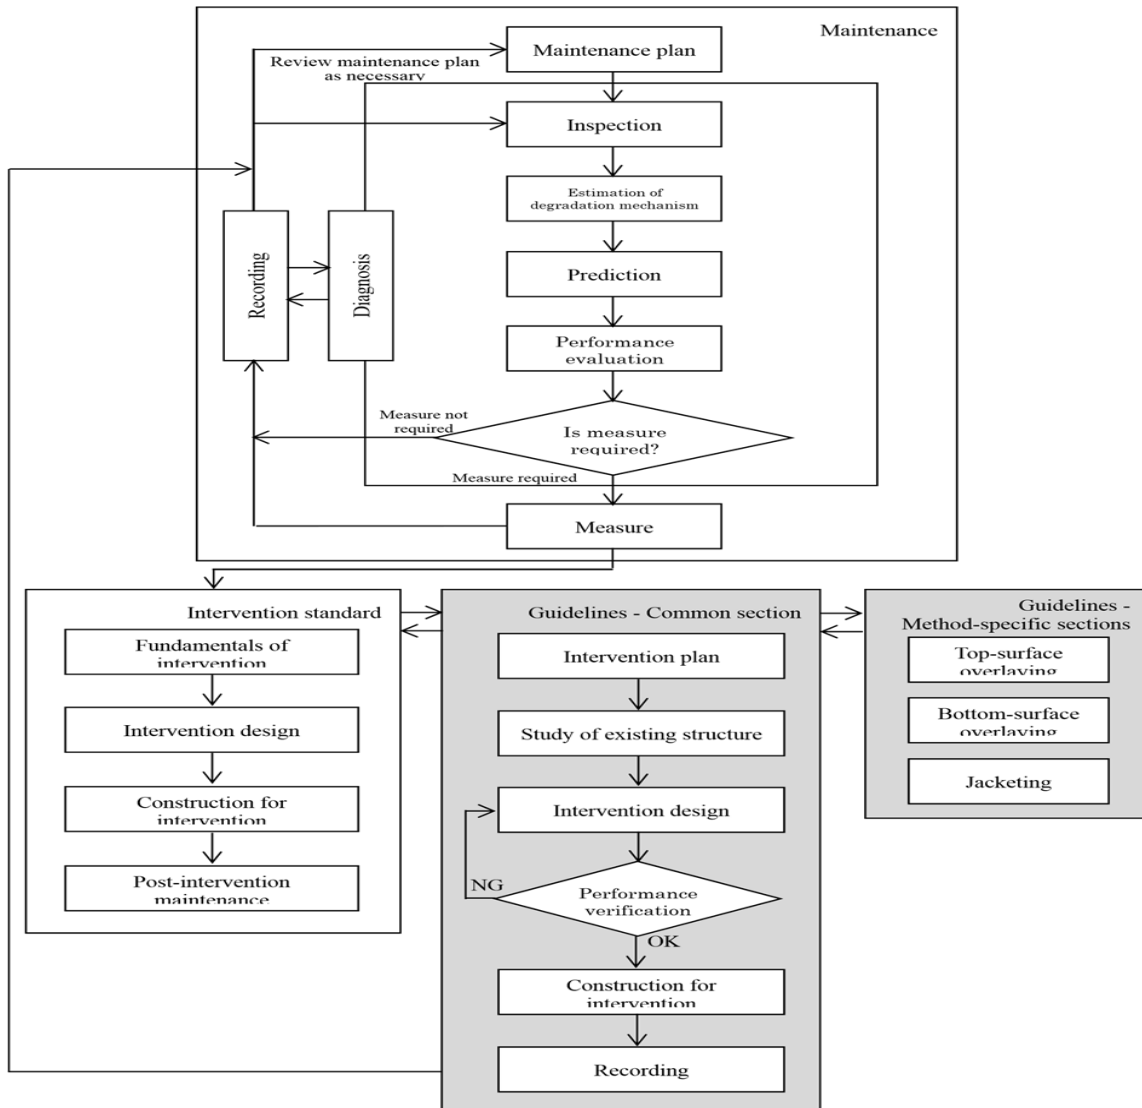 Maintenance
Maintenance plan
Review maintenance plan
as necessary
Inspection
Estimation of
degradation mechanism
Recording
Diagnosis
Prediction
Performance
evaluation
Measure not
required
Is measure
required?
Measure required
Measure
Intervention standard
Fundamentals of
intervention
Intervention design
Construction for
intervention
Post-intervention
maintenance
Guidelines - Common section
Intervention plan
Study of existing structure
Intervention design
NG
Performance
verification
OK
Construction for
intervention
Recording
Guidelines -
Method-specific sections
Top-surface
overlaying
Bottom-surface
overlaying
Jacketing